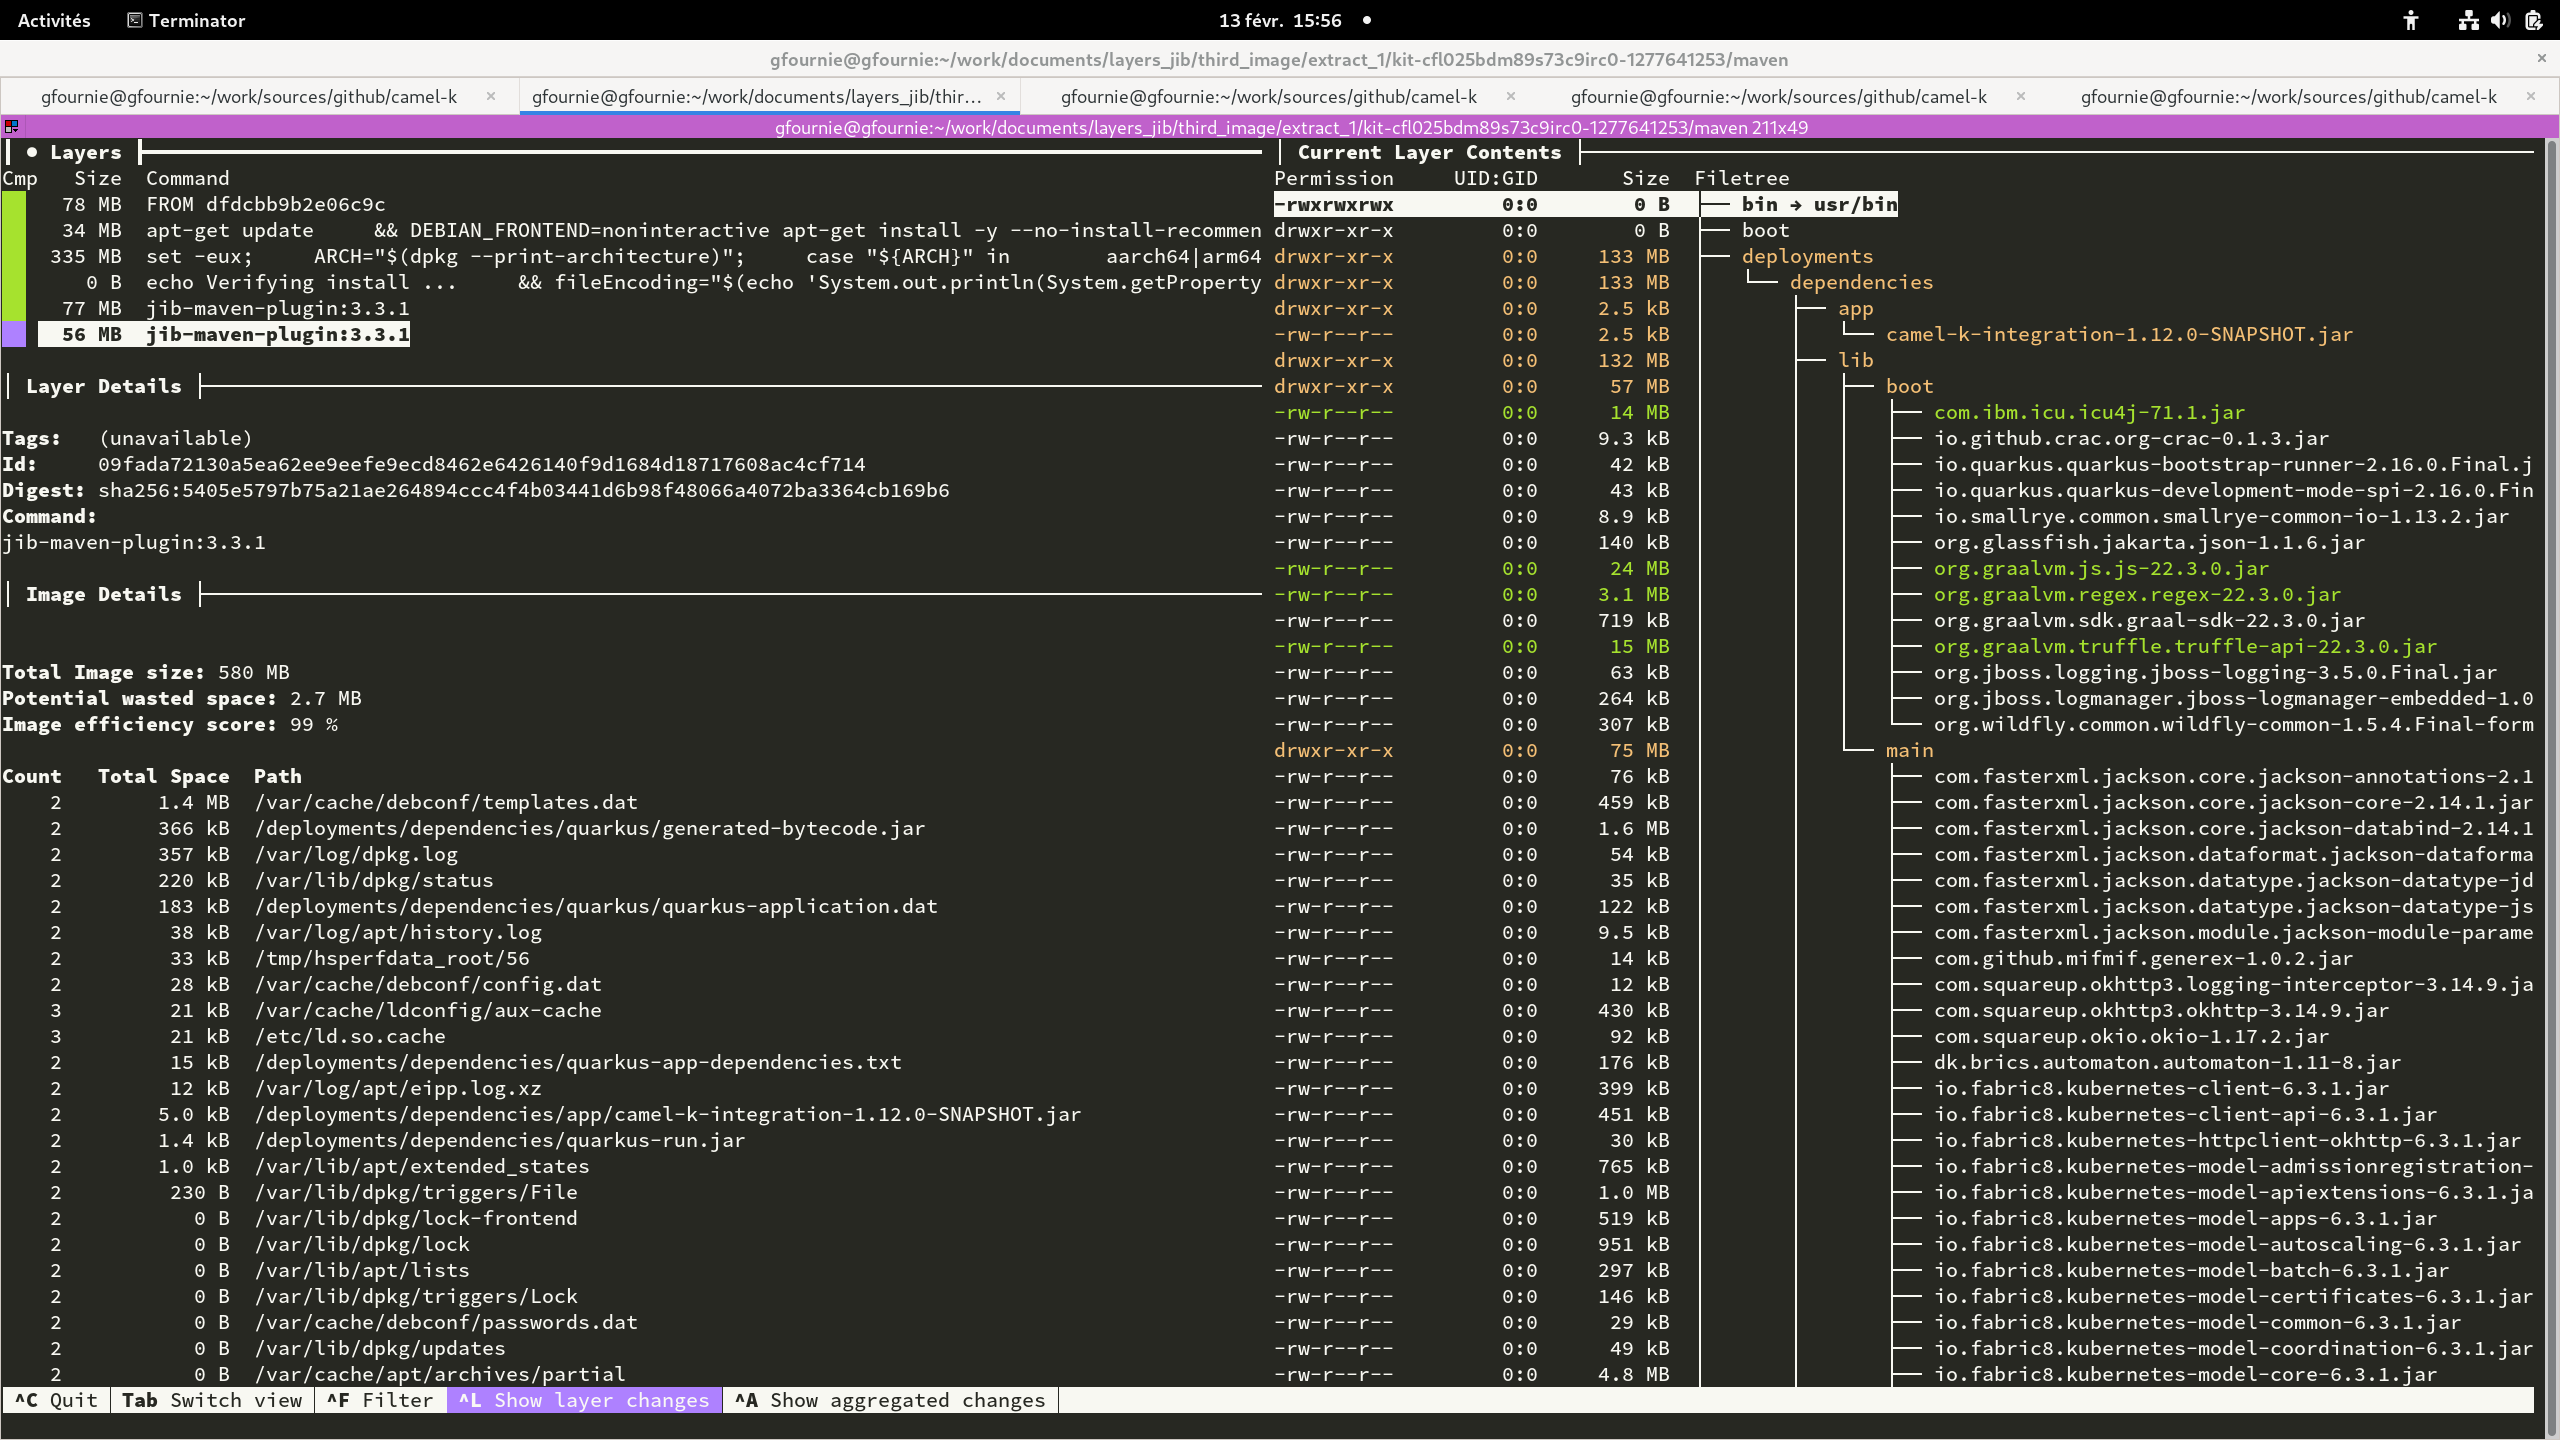 Activités Terminator 13 févr. 15:56
gfournie@gfournie:~/work/documents/layers_jib/third_image/extract_1/kit-cfl025bdm89s73c9irc0-1277641253/maven ×
gfournie@gfournie:~/work/sources/github/camel-k × gfournie@gfournie:~/work/documents/layers_jib/thir... × gfournie@gfournie:~/work/sources/github/camel-k × gfournie@gfournie:~/work/sources/github/camel-k × gfournie@gfournie:~/work/sources/github/camel-k ×
gfournie@gfournie:~/work/documents/layers_jib/third_image/extract_1/kit-cfl025bdm89s73c9irc0-1277641253/maven 211x49
│ ● Layers ├
Cmp Size Command
78 MB FROM dfdcbb9b2e06c9c
34 MB apt-get update && DEBIAN_FRONTEND=noninteractive apt-get install -y --no-install-recommen
335 MB set -eux; ARCH="$(dpkg --print-architecture)"; case "${ARCH}" in aarch64|arm64
0 B echo Verifying install ... && fileEncoding="$(echo 'System.out.println(System.getProperty
77 MB jib-maven-plugin:3.3.1
56 MB jib-maven-plugin:3.3.1
│ Layer Details ├
Tags: (unavailable)
Id: 09fada72130a5ea62ee9eefe9ecd8462e6426140f9d1684d18717608ac4cf714
Digest: sha256:5405e5797b75a21ae264894ccc4f4b03441d6b98f48066a4072ba3364cb169b6
Command:
jib-maven-plugin:3.3.1
│ Image Details ├
Total Image size: 580 MB
Potential wasted space: 2.7 MB
Image efficiency score: 99 %
Count Total Space Path
2 1.4 MB /var/cache/debconf/templates.dat
2 366 kB /deployments/dependencies/quarkus/generated-bytecode.jar
2 357 kB /var/log/dpkg.log
2 220 kB /var/lib/dpkg/status
2 183 kB /deployments/dependencies/quarkus/quarkus-application.dat
2 38 kB /var/log/apt/history.log
2 33 kB /tmp/hsperfdata_root/56
2 28 kB /var/cache/debconf/config.dat
3 21 kB /var/cache/ldconfig/aux-cache
3 21 kB /etc/ld.so.cache
2 15 kB /deployments/dependencies/quarkus-app-dependencies.txt
2 12 kB /var/log/apt/eipp.log.xz
2 5.0 kB /deployments/dependencies/app/camel-k-integration-1.12.0-SNAPSHOT.jar
2 1.4 kB /deployments/dependencies/quarkus-run.jar
2 1.0 kB /var/lib/apt/extended_states
2 230 B /var/lib/dpkg/triggers/File
2 0 B /var/lib/dpkg/lock-frontend
2 0 B /var/lib/dpkg/lock
2 0 B /var/lib/apt/lists
2 0 B /var/lib/dpkg/triggers/Lock
2 0 B /var/cache/debconf/passwords.dat
2 0 B /var/lib/dpkg/updates
2 0 B /var/cache/apt/archives/partial
│ Current Layer Contents ├
Permission UID:GID Size Filetree
-rwxrwxrwx 0:0 0 B ├── bin → usr/bin
drwxr-xr-x 0:0 0 B ├── boot
drwxr-xr-x 0:0 133 MB ├── deployments
drwxr-xr-x 0:0 133 MB │ └── dependencies
drwxr-xr-x 0:0 2.5 kB │ ├── app
-rw-r--r-- 0:0 2.5 kB │ │ └── camel-k-integration-1.12.0-SNAPSHOT.jar
drwxr-xr-x 0:0 132 MB │ ├── lib
drwxr-xr-x 0:0 57 MB │ │ ├── boot
-rw-r--r-- 0:0 14 MB │ │ │ ├── com.ibm.icu.icu4j-71.1.jar
-rw-r--r-- 0:0 9.3 kB │ │ │ ├── io.github.crac.org-crac-0.1.3.jar
-rw-r--r-- 0:0 42 kB │ │ │ ├── io.quarkus.quarkus-bootstrap-runner-2.16.0.Final.j
-rw-r--r-- 0:0 43 kB │ │ │ ├── io.quarkus.quarkus-development-mode-spi-2.16.0.Fin
-rw-r--r-- 0:0 8.9 kB │ │ │ ├── io.smallrye.common.smallrye-common-io-1.13.2.jar
-rw-r--r-- 0:0 140 kB │ │ │ ├── org.glassfish.jakarta.json-1.1.6.jar
-rw-r--r-- 0:0 24 MB │ │ │ ├── org.graalvm.js.js-22.3.0.jar
-rw-r--r-- 0:0 3.1 MB │ │ │ ├── org.graalvm.regex.regex-22.3.0.jar
-rw-r--r-- 0:0 719 kB │ │ │ ├── org.graalvm.sdk.graal-sdk-22.3.0.jar
-rw-r--r-- 0:0 15 MB │ │ │ ├── org.graalvm.truffle.truffle-api-22.3.0.jar
-rw-r--r-- 0:0 63 kB │ │ │ ├── org.jboss.logging.jboss-logging-3.5.0.Final.jar
-rw-r--r-- 0:0 264 kB │ │ │ ├── org.jboss.logmanager.jboss-logmanager-embedded-1.0
-rw-r--r-- 0:0 307 kB │ │ │ └── org.wildfly.common.wildfly-common-1.5.4.Final-form
drwxr-xr-x 0:0 75 MB │ │ └── main
-rw-r--r-- 0:0 76 kB │ │ ├── com.fasterxml.jackson.core.jackson-annotations-2.1
-rw-r--r-- 0:0 459 kB │ │ ├── com.fasterxml.jackson.core.jackson-core-2.14.1.jar
-rw-r--r-- 0:0 1.6 MB │ │ ├── com.fasterxml.jackson.core.jackson-databind-2.14.1
-rw-r--r-- 0:0 54 kB │ │ ├── com.fasterxml.jackson.dataformat.jackson-dataforma
-rw-r--r-- 0:0 35 kB │ │ ├── com.fasterxml.jackson.datatype.jackson-datatype-jd
-rw-r--r-- 0:0 122 kB │ │ ├── com.fasterxml.jackson.datatype.jackson-datatype-js
-rw-r--r-- 0:0 9.5 kB │ │ ├── com.fasterxml.jackson.module.jackson-module-parame
-rw-r--r-- 0:0 14 kB │ │ ├── com.github.mifmif.generex-1.0.2.jar
-rw-r--r-- 0:0 12 kB │ │ ├── com.squareup.okhttp3.logging-interceptor-3.14.9.ja
-rw-r--r-- 0:0 430 kB │ │ ├── com.squareup.okhttp3.okhttp-3.14.9.jar
-rw-r--r-- 0:0 92 kB │ │ ├── com.squareup.okio.okio-1.17.2.jar
-rw-r--r-- 0:0 176 kB │ │ ├── dk.brics.automaton.automaton-1.11-8.jar
-rw-r--r-- 0:0 399 kB │ │ ├── io.fabric8.kubernetes-client-6.3.1.jar
-rw-r--r-- 0:0 451 kB │ │ ├── io.fabric8.kubernetes-client-api-6.3.1.jar
-rw-r--r-- 0:0 30 kB │ │ ├── io.fabric8.kubernetes-httpclient-okhttp-6.3.1.jar
-rw-r--r-- 0:0 765 kB │ │ ├── io.fabric8.kubernetes-model-admissionregistration-
-rw-r--r-- 0:0 1.0 MB │ │ ├── io.fabric8.kubernetes-model-apiextensions-6.3.1.ja
-rw-r--r-- 0:0 519 kB │ │ ├── io.fabric8.kubernetes-model-apps-6.3.1.jar
-rw-r--r-- 0:0 951 kB │ │ ├── io.fabric8.kubernetes-model-autoscaling-6.3.1.jar
-rw-r--r-- 0:0 297 kB │ │ ├── io.fabric8.kubernetes-model-batch-6.3.1.jar
-rw-r--r-- 0:0 146 kB │ │ ├── io.fabric8.kubernetes-model-certificates-6.3.1.jar
-rw-r--r-- 0:0 29 kB │ │ ├── io.fabric8.kubernetes-model-common-6.3.1.jar
-rw-r--r-- 0:0 49 kB │ │ ├── io.fabric8.kubernetes-model-coordination-6.3.1.jar
-rw-r--r-- 0:0 4.8 MB │ │ ├── io.fabric8.kubernetes-model-core-6.3.1.jar
^C Quit │ Tab Switch view │ ^F Filter ^L Show layer changes │ ^A Show aggregated changes │